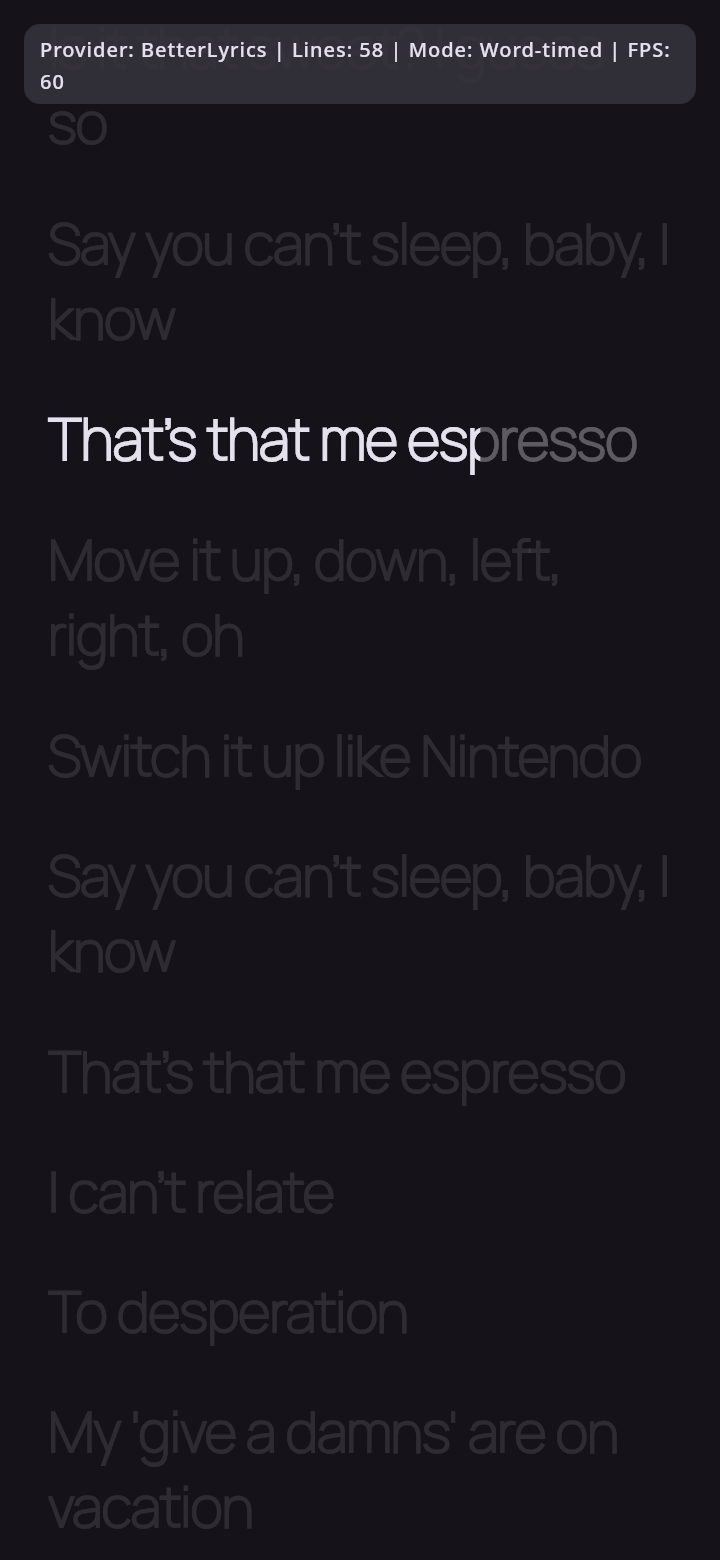 Provider: BetterLyrics | Lines: 58 | Mode: Word-timed | FPS:
60
so
Say you can't sleep, baby, I
know
That's that me espresso
Move it up, down, left,
right, oh
Switch it up like Nintendo
Say you can't sleep, baby, I
know
That's that me espresso
I can't relate
To desperation
My 'give a damns' are on
vacation